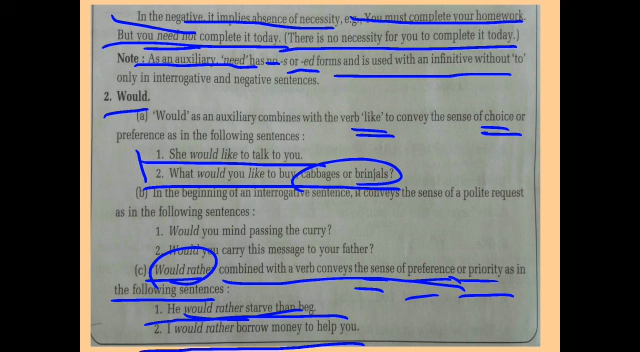 In the negative, it implies absence of necessity, e.g., You must complete your homework.
But you need not complete it today. (There is no necessity for you to complete it today.)
Note : As an auxiliary, 'need' has no -s or -ed forms and is used with an infinitive without 'to'
only in interrogative and negative sentences.
2. Would.
(a) 'Would' as an auxiliary combines with the verb 'like' to convey the sense of choice or
preference as in the following sentences :
1. She would like to talk to you.
2. What would you like to buy, cabbages or brinjals?
(b) In the beginning of an interrogative sentence, it conveys the sense of a polite request
as in the following sentences :
1. Would you mind passing the curry?
2. Would you carry this message to your father?
(c) Would rather combined with a verb conveys the sense of preference or priority as in
the following sentences :
1. He would rather starve than beg.
2. I would rather borrow money to help you.